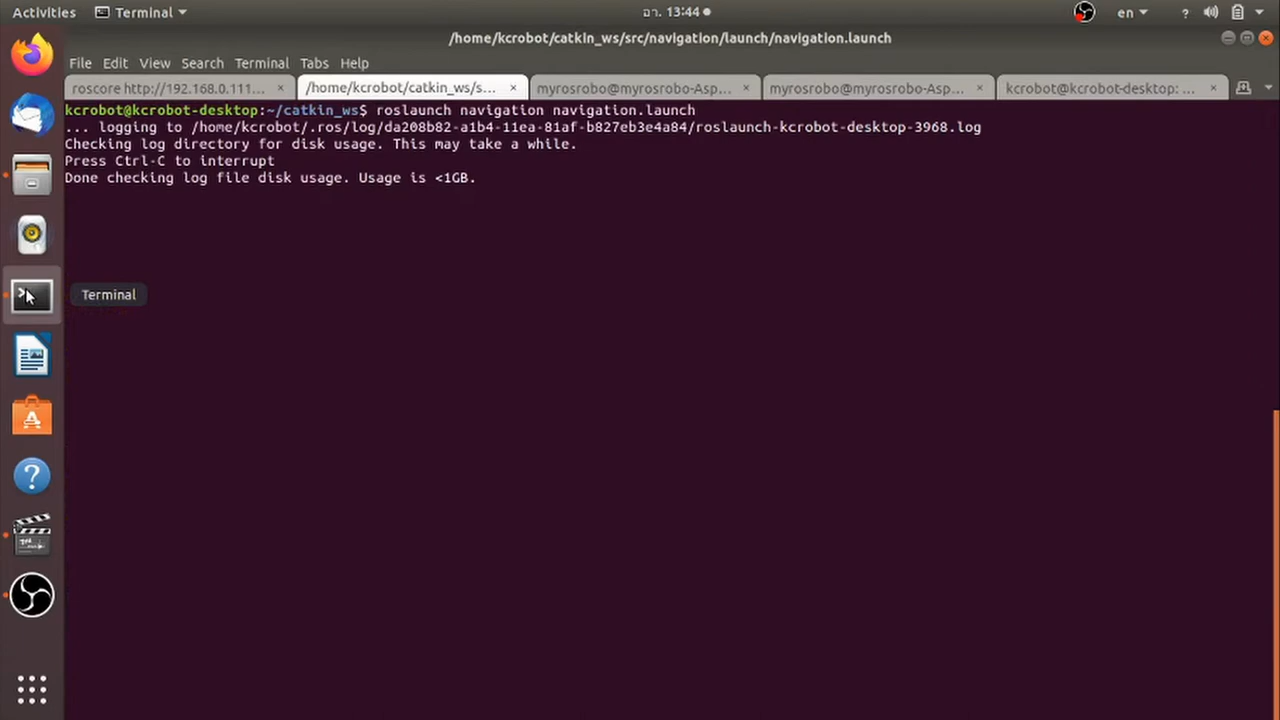 Activities Terminal อา. 13:44 en ?
/home/kcrobot/catkin_ws/src/navigation/launch/navigation.launch
File Edit View Search Terminal Tabs Help
roscore http://192.168.0.111... × /home/kcrobot/catkin_ws/s... × myrosrobo@myrosrobo-Asp... × myrosrobo@myrosrobo-Asp... × kcrobot@kcrobot-desktop: ... ×
kcrobot@kcrobot-desktop:~/catkin_ws$ roslaunch navigation navigation.launch
... logging to /home/kcrobot/.ros/log/da208b82-a1b4-11ea-81af-b827eb3e4a84/roslaunch-kcrobot-desktop-3968.log
Checking log directory for disk usage. This may take a while.
Press Ctrl-C to interrupt
Done checking log file disk usage. Usage is <1GB.
Terminal